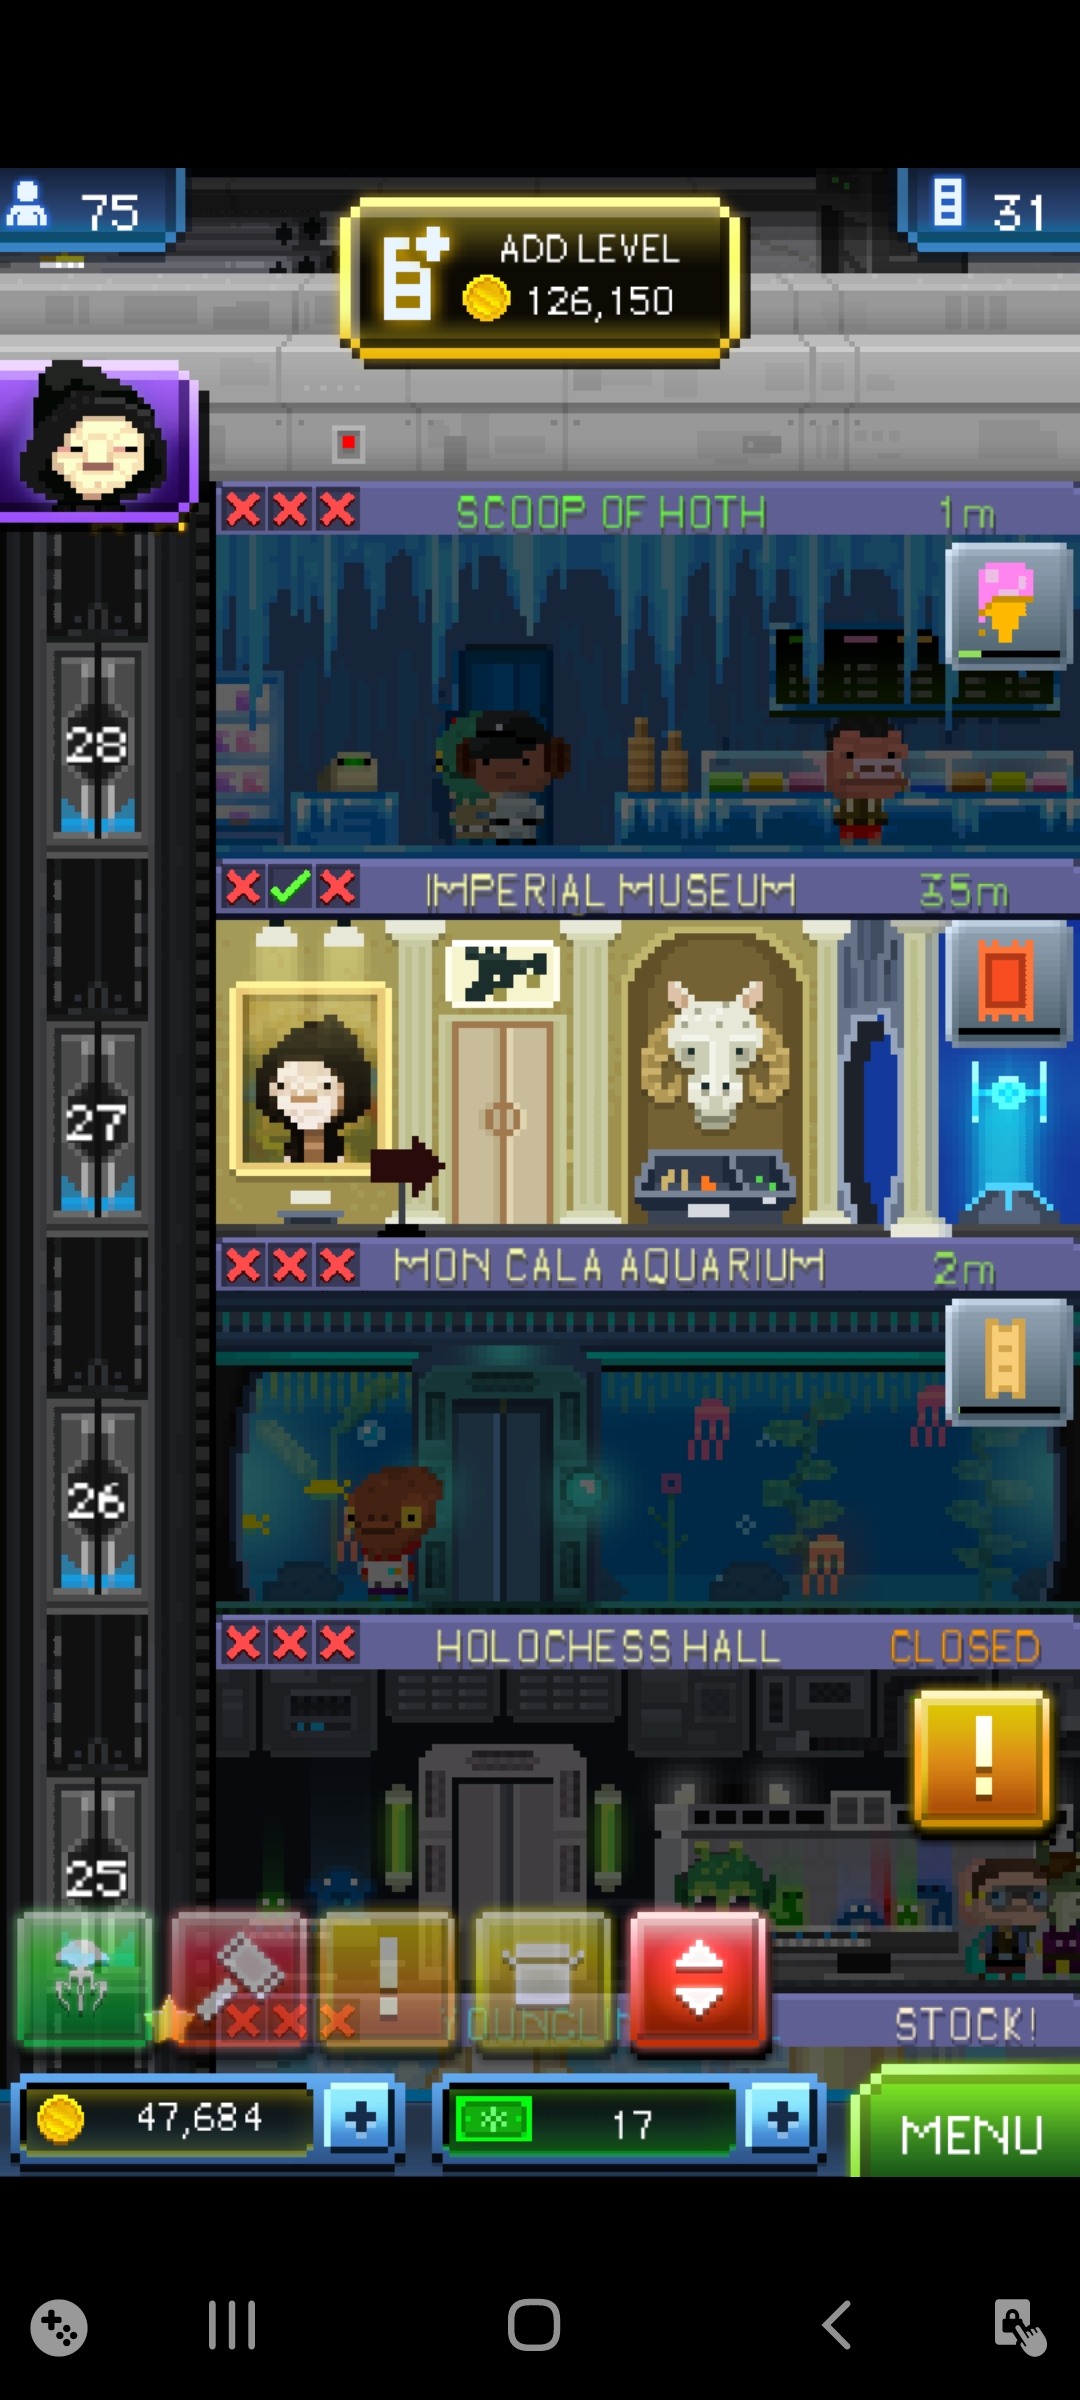 75
ADD LEVEL
126,150
31
SCOOP OF HOTH 1m
28
IMPERIAL MUSEUM 35m
27
MON CALA AQUARIUM 2m
26
HOLOCHESS HALL CLOSED
25
STOCK!
47,684
17
MENU